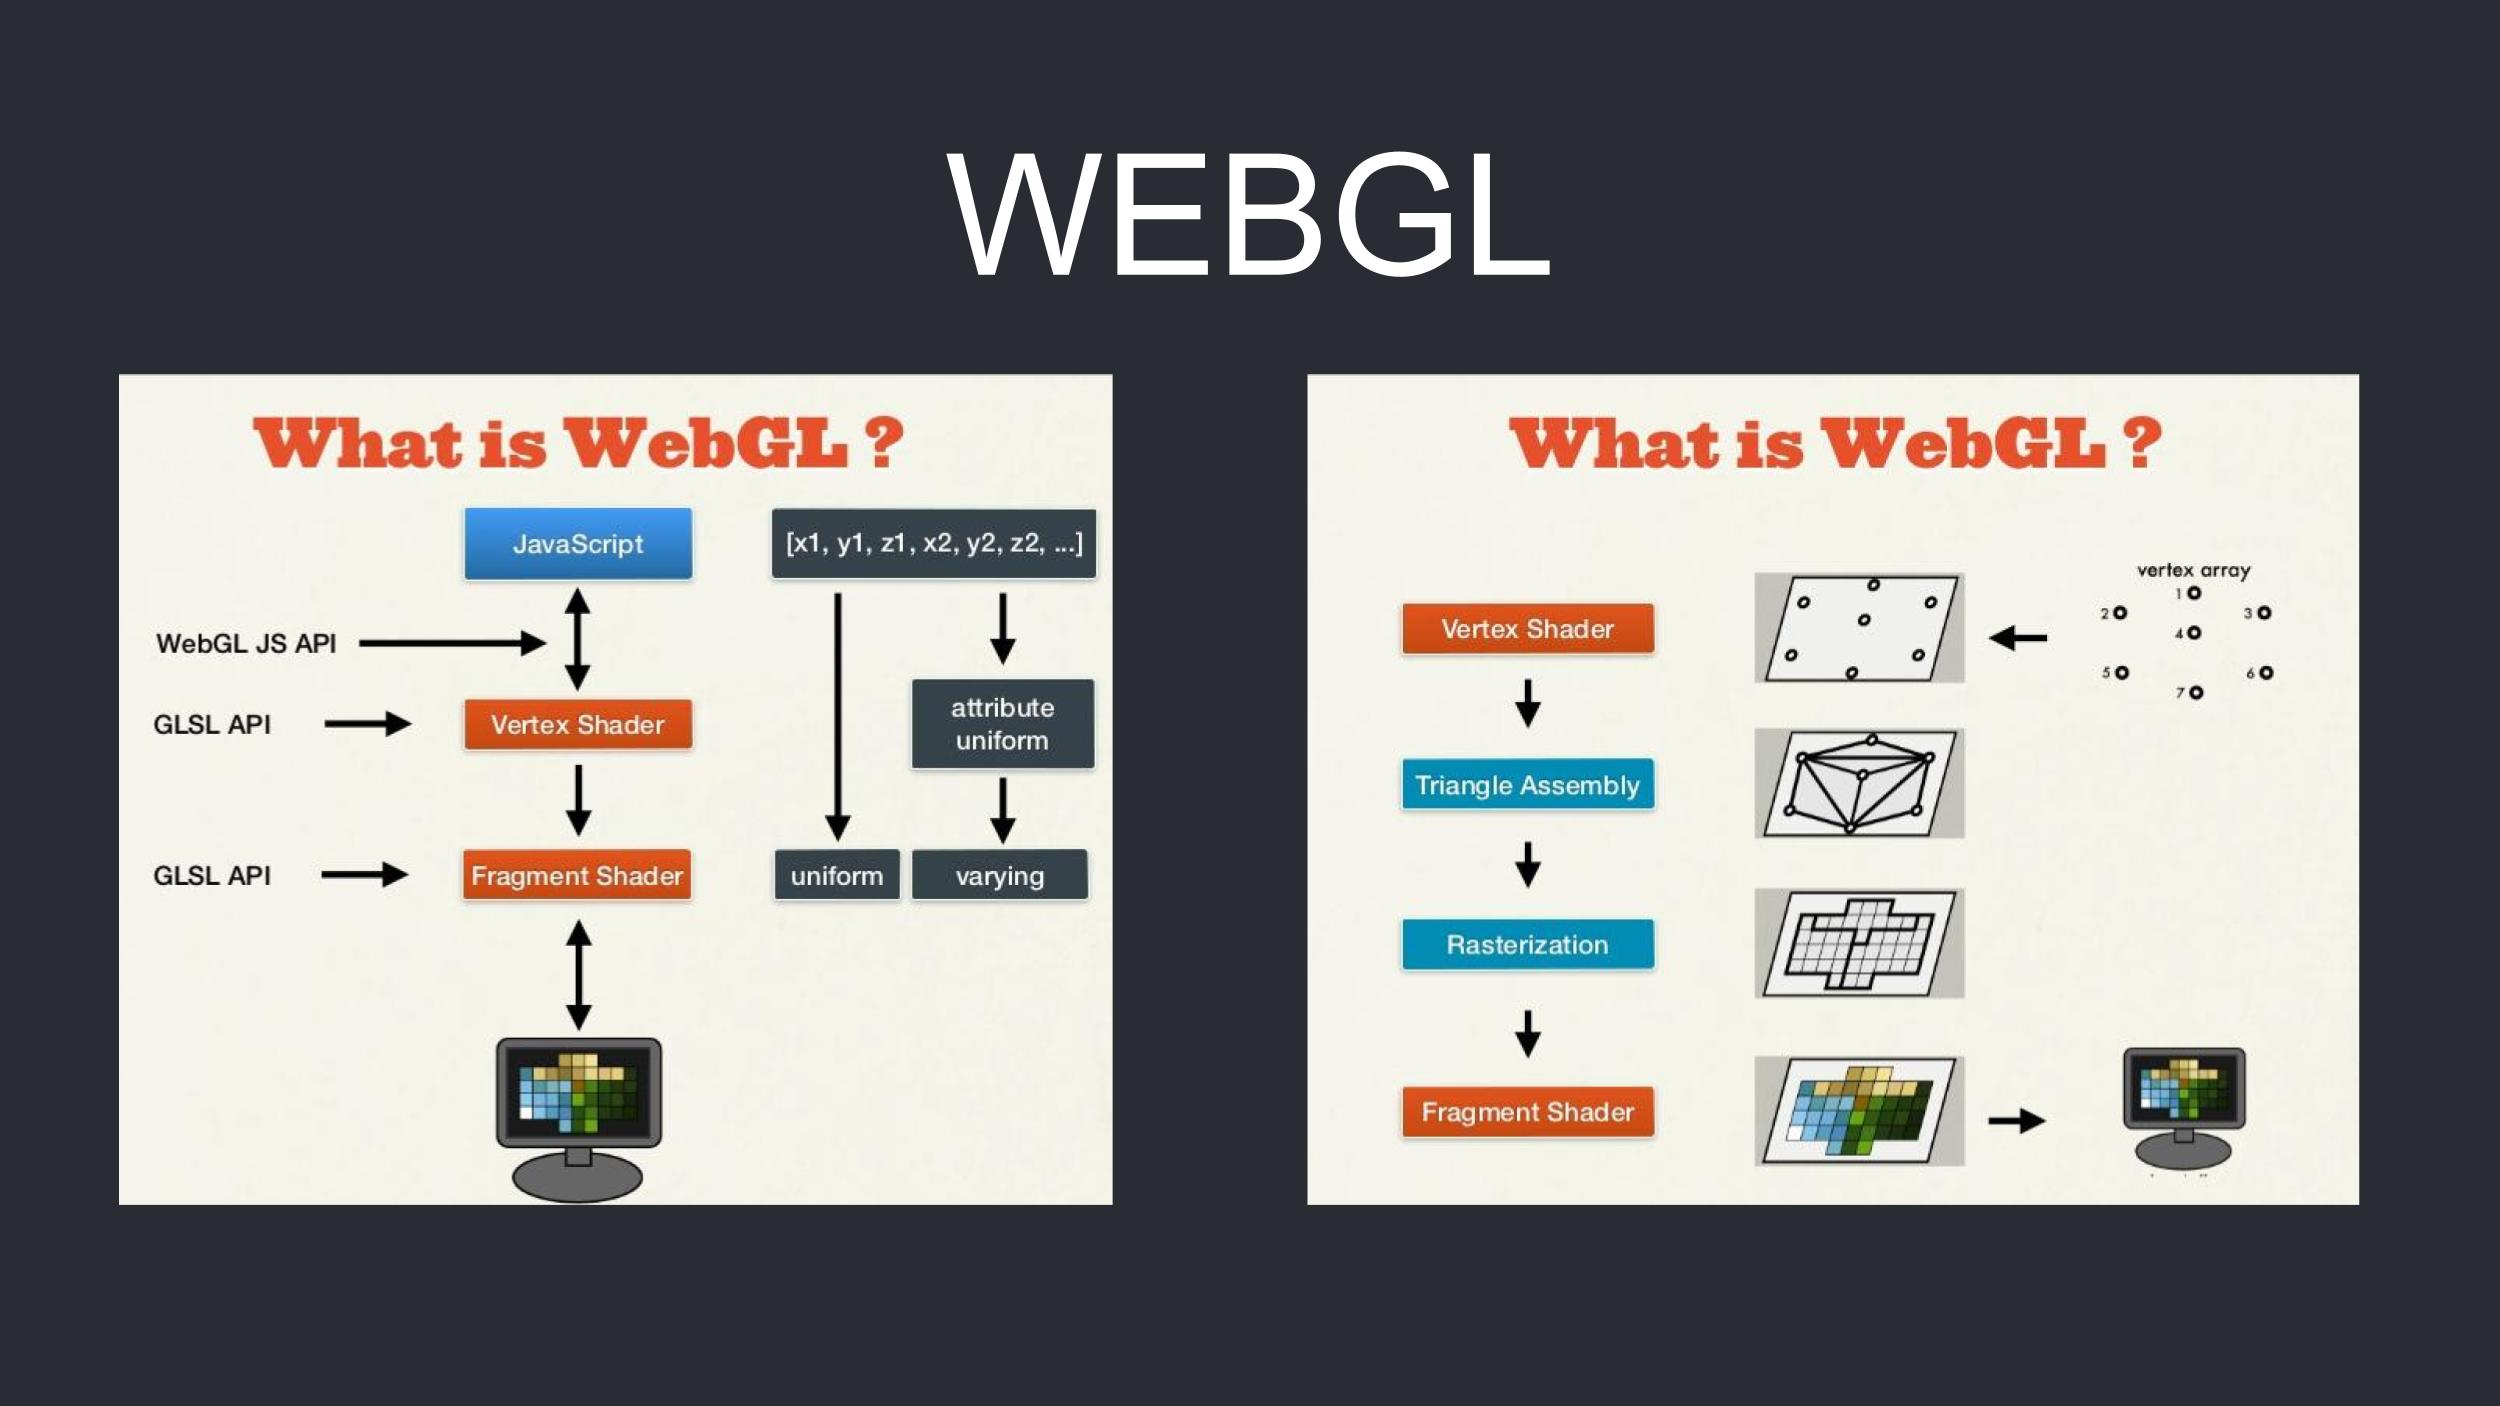 WEBGL
What is WebGL ?
JavaScript
[x1, y1, z1, x2, y2, z2, ...]
WebGL JS API
GLSL API
Vertex Shader
attribute
uniform
GLSL API
Fragment Shader
uniform
varying
What is WebGL ?
vertex array
1
2
3
4
5
6
7
Vertex Shader
Triangle Assembly
Rasterization
Fragment Shader